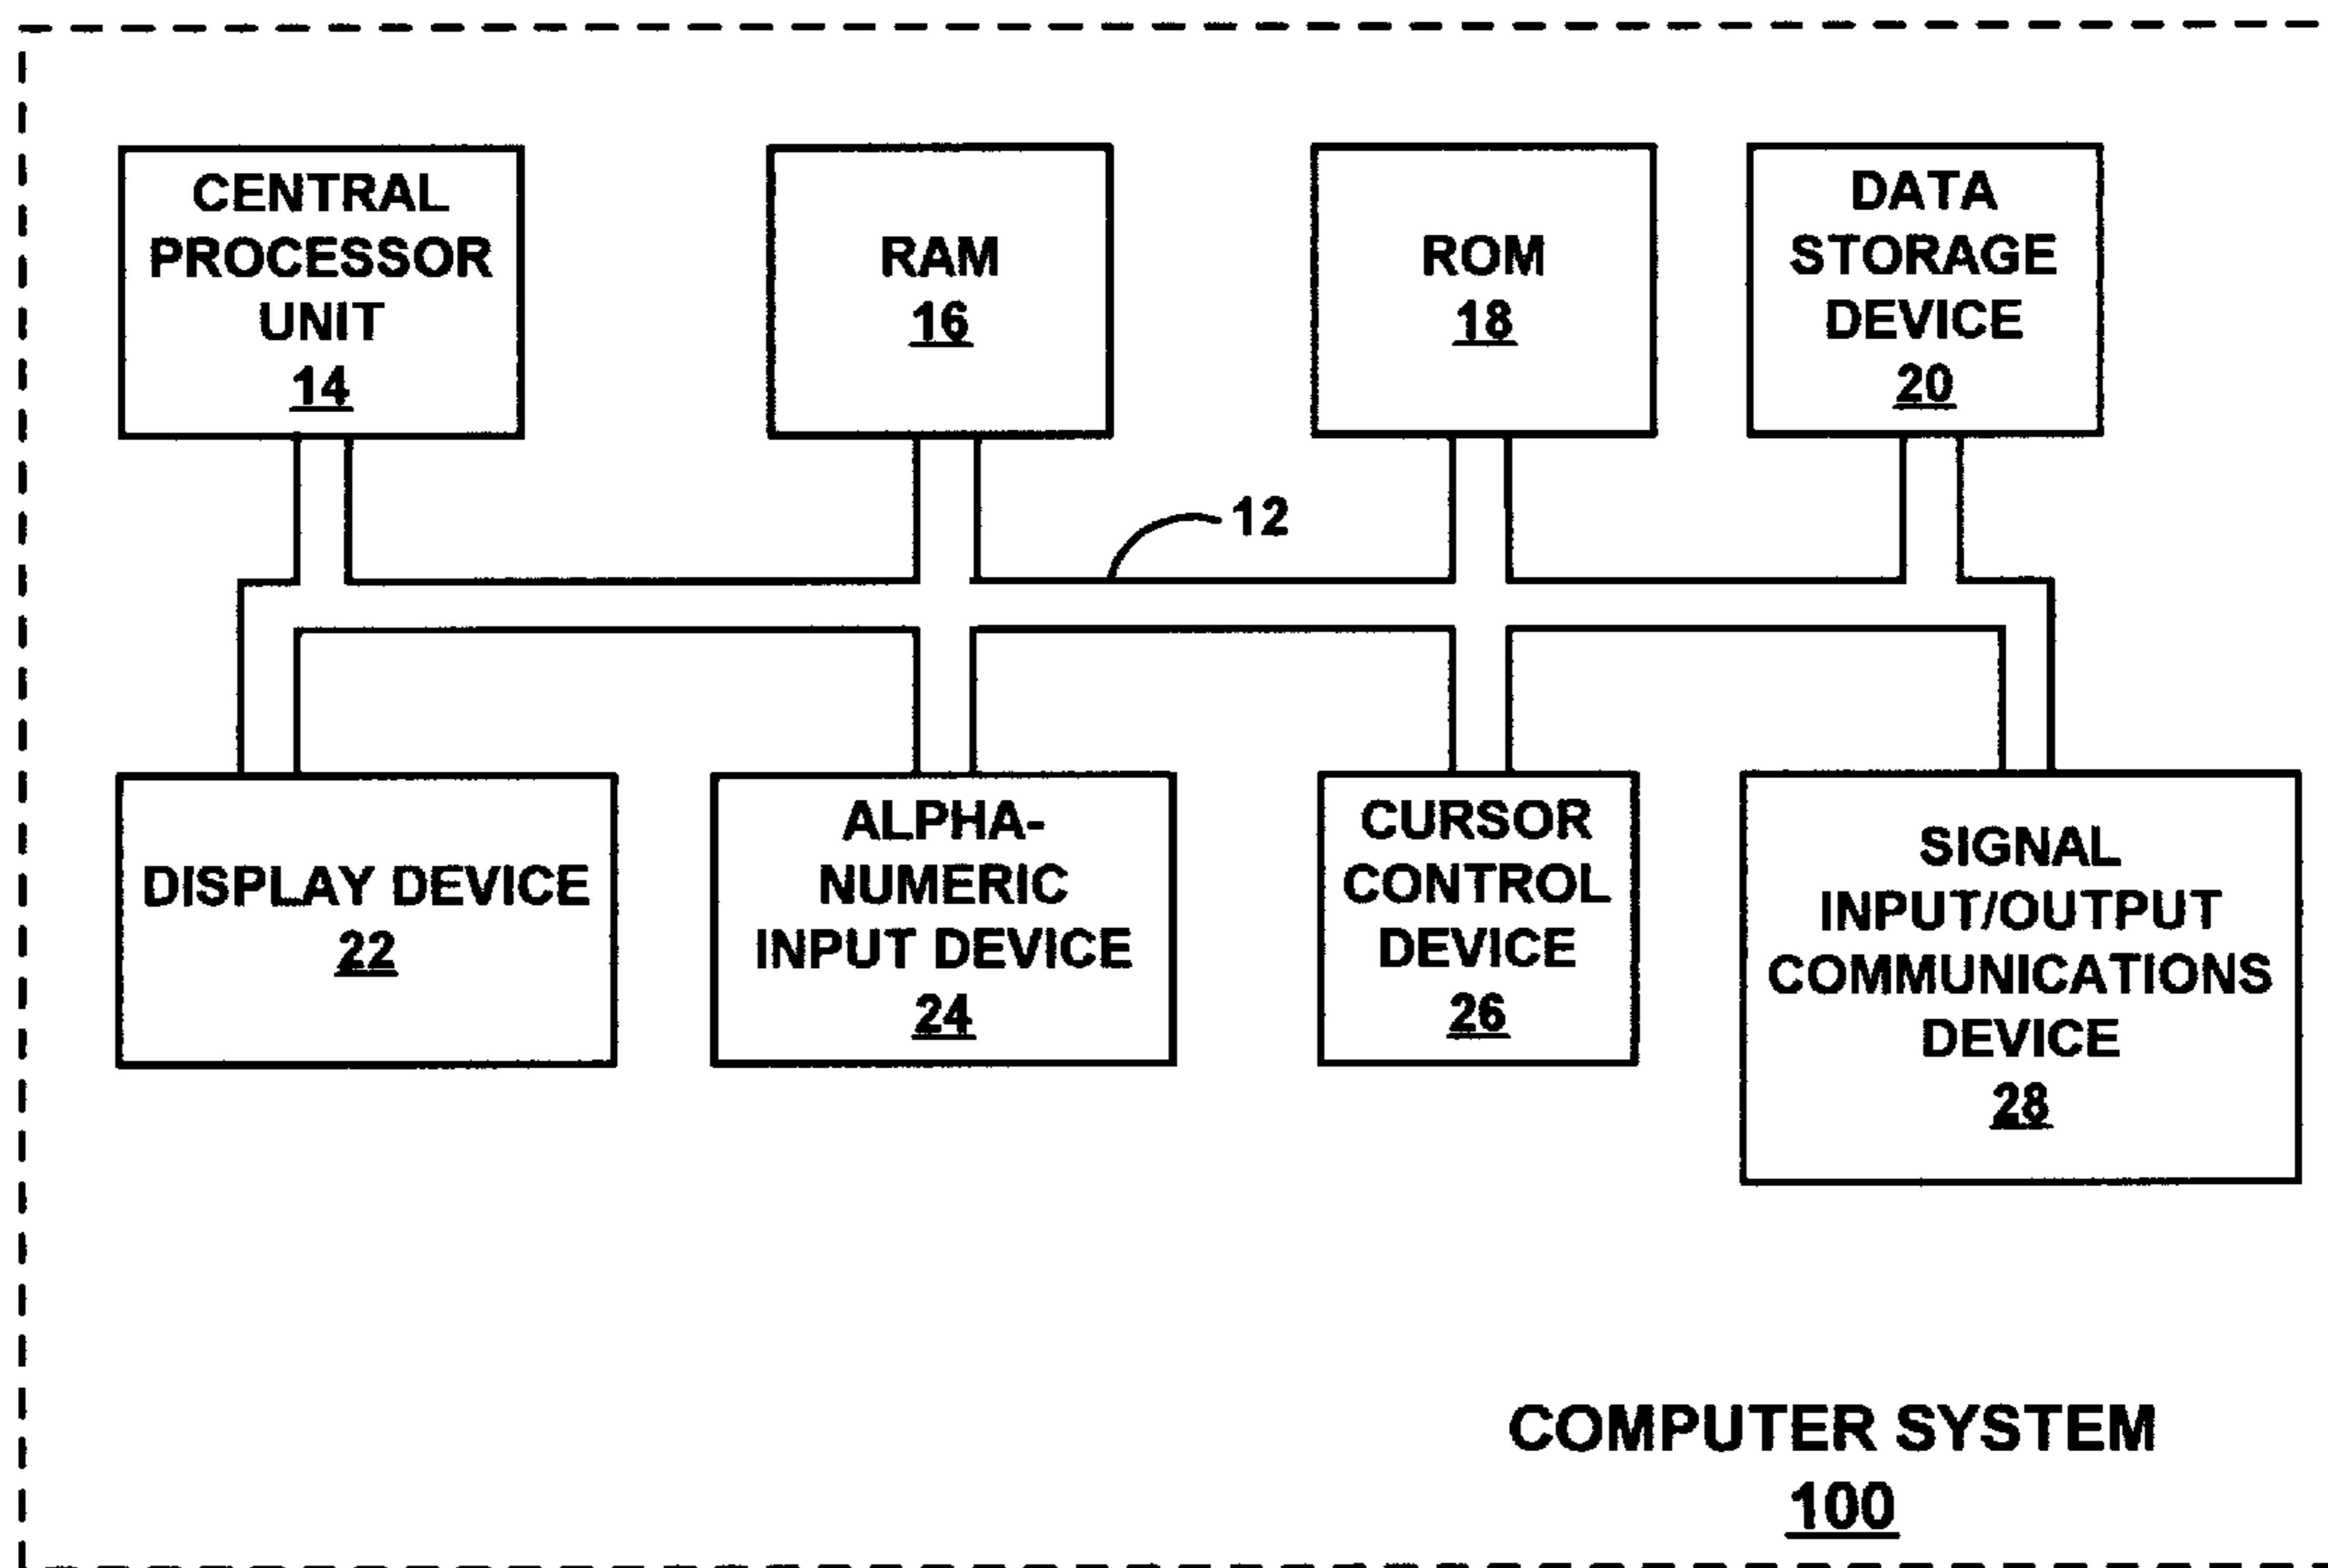 CENTRAL
PROCESSOR
UNIT
14
RAM
16
ROM
18
DATA
STORAGE
DEVICE
20
12
DISPLAY DEVICE
22
ALPHA-
NUMERIC
INPUT DEVICE
24
CURSOR
CONTROL
DEVICE
26
SIGNAL
INPUT/OUTPUT
COMMUNICATIONS
DEVICE
28
COMPUTER SYSTEM
100